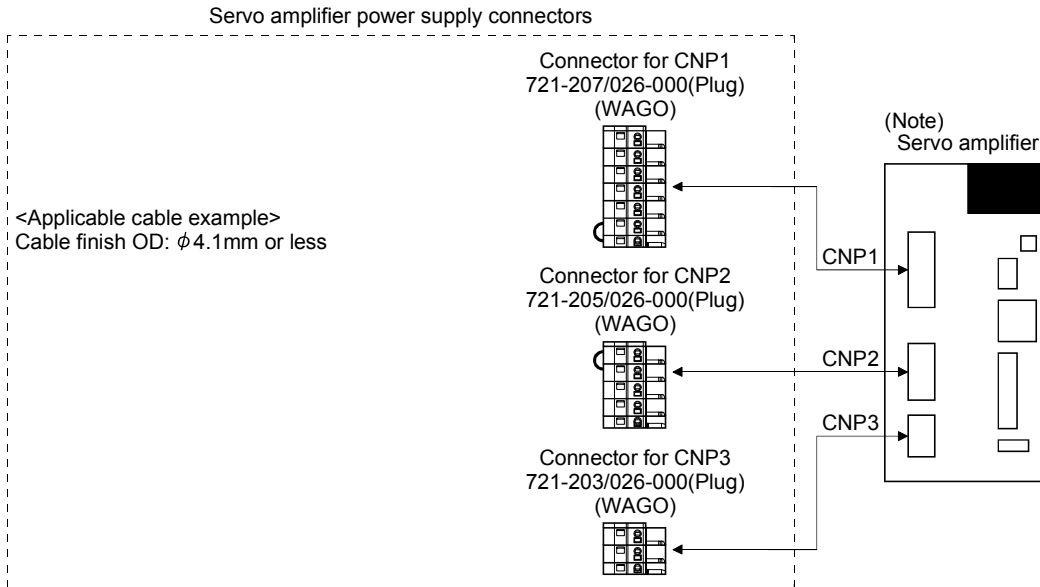 Servo amplifier power supply connectors
Connector for CNP1
721-207/026-000(Plug)
(WAGO)
(Note)
Servo amplifier
<Applicable cable example>
Cable finish OD: ϕ4.1mm or less
CNP1
Connector for CNP2
721-205/026-000(Plug)
(WAGO)
CNP2
CNP3
Connector for CNP3
721-203/026-000(Plug)
(WAGO)